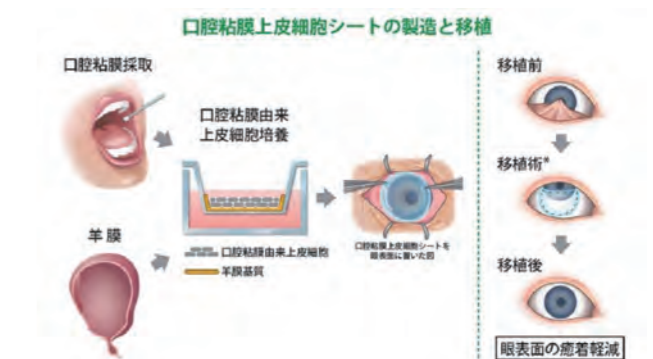 口腔粘膜上皮細胞シートの製造と移植
口腔粘膜採取
口腔粘膜由来
上皮細胞培養
羊膜
口腔粘膜由来上皮細胞
羊膜基質
口腔粘膜上皮細胞シートを
眼表面に置いた図
移植前
移植術*
移植後
眼表面の癒着軽減